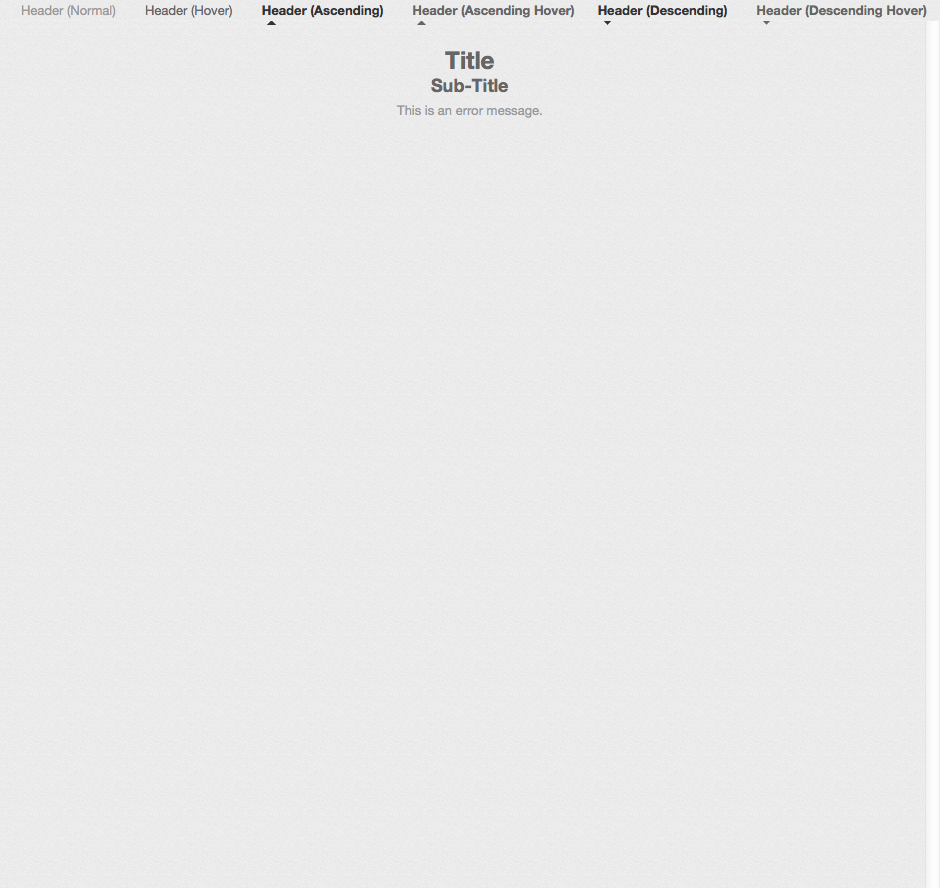 Header (Normal) Header (Hover) Header (Ascending) Header (Ascending Hover) Header (Descending) Header (Descending Hover)
Title
Sub-Title
This is an error message.